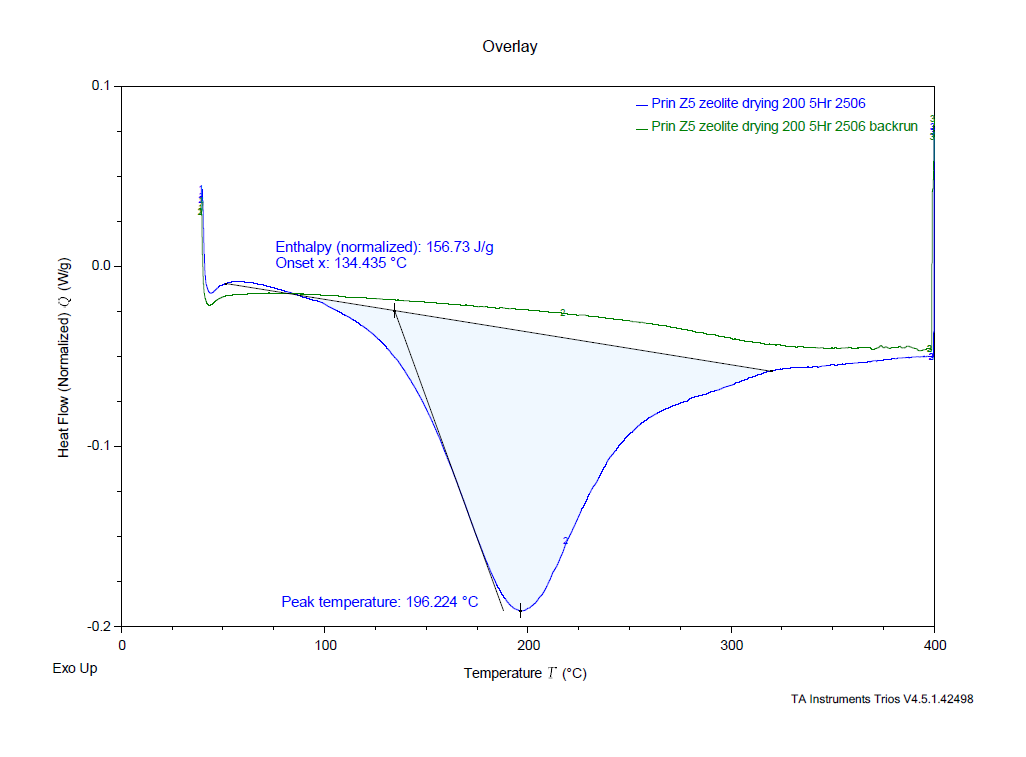 Overlay
0.1
Prin Z5 zeolite drying 200 5Hr 2506
Prin Z5 zeolite drying 200 5Hr 2506 backrun
Enthalpy (normalized): 156.73 J/g
Onset x: 134.435 °C
0.0
Heat Flow (Normalized) Q (W/g)
2
-0.1
2
Peak temperature: 196.224 °C
-0.2
0
100
200
300
400
Exo Up
Temperature T (°C)
TA Instruments Trios V4.5.1.42498